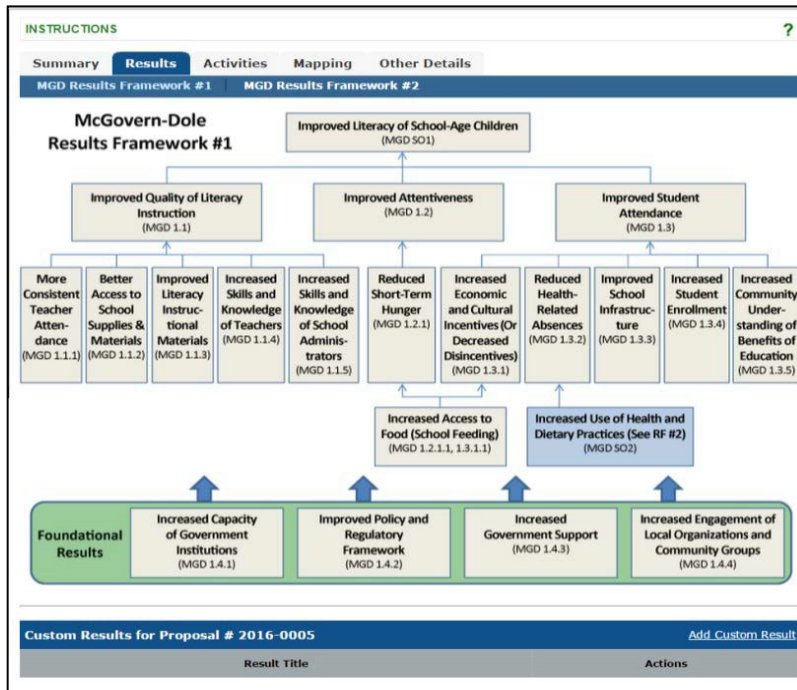 INSTRUCTIONS
?
Summary Results Activities Mapping Other Details
MGD Results Framework #1 MGD Results Framework #2
McGovern-Dole
Results Framework #1
Improved Literacy of School-Age Children
(MGD SO1)
Improved Quality of Literacy
Instruction
(MGD 1.1)
Improved Attentiveness
(MGD 1.2)
Improved Student
Attendance
(MGD 1.3)
More
Consistent
Teacher
Atten-
dance
(MGD 1.1.1)
Better
Access to
School
Supplies &
Materials
(MGD 1.1.2)
Improved
Literacy
Instruc-
tional
Materials
(MGD 1.1.3)
Increased
Skills and
Knowledge
of Teachers
(MGD 1.1.4)
Increased
Skills and
Knowledge
of School
Adminis-
trators
(MGD 1.1.5)
Reduced
Short-Term
Hunger
(MGD 1.2.1)
Increased
Economic
and Cultural
Incentives (Or
Decreased
Disincentives)
(MGD 1.3.1)
Reduced
Health-
Related
Absences
(MGD 1.3.2)
Improved
School
Infrastruc-
ture
(MGD 1.3.3)
Increased
Student
Enrollment
(MGD 1.3.4)
Increased
Community
Under-
standing of
Benefits of
Education
(MGD 1.3.5)
Increased Access to
Food (School Feeding)
(MGD 1.2.1.1, 1.3.1.1)
Increased Use of Health and
Dietary Practices (See RF #2)
(MGD SO2)
Foundational
Results
Increased Capacity
of Government
Institutions
(MGD 1.4.1)
Improved Policy and
Regulatory
Framework
(MGD 1.4.2)
Increased
Government Support
(MGD 1.4.3)
Increased Engagement of
Local Organizations and
Community Groups
(MGD 1.4.4)
Custom Results for Proposal # 2016-0005 Add Custom Result
Result Title Actions